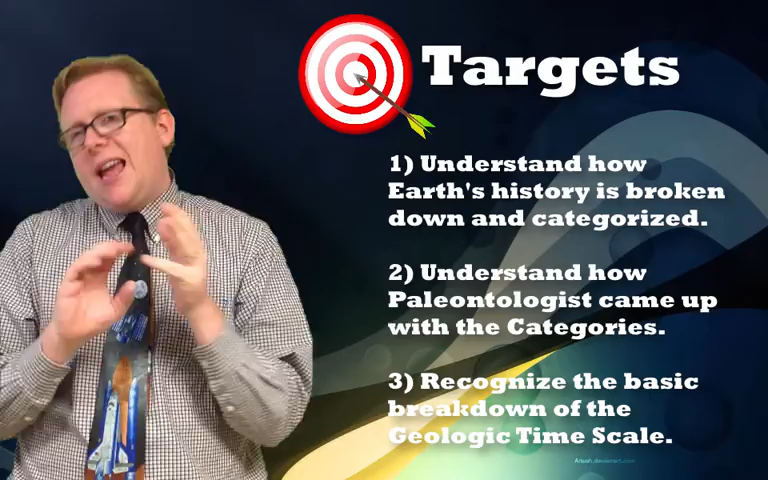 Targets
1) Understand how
Earth's history is broken
down and categorized.
2) Understand how
Paleontologist came up
with the Categories.
3) Recognize the basic
breakdown of the
Geologic Time Scale.